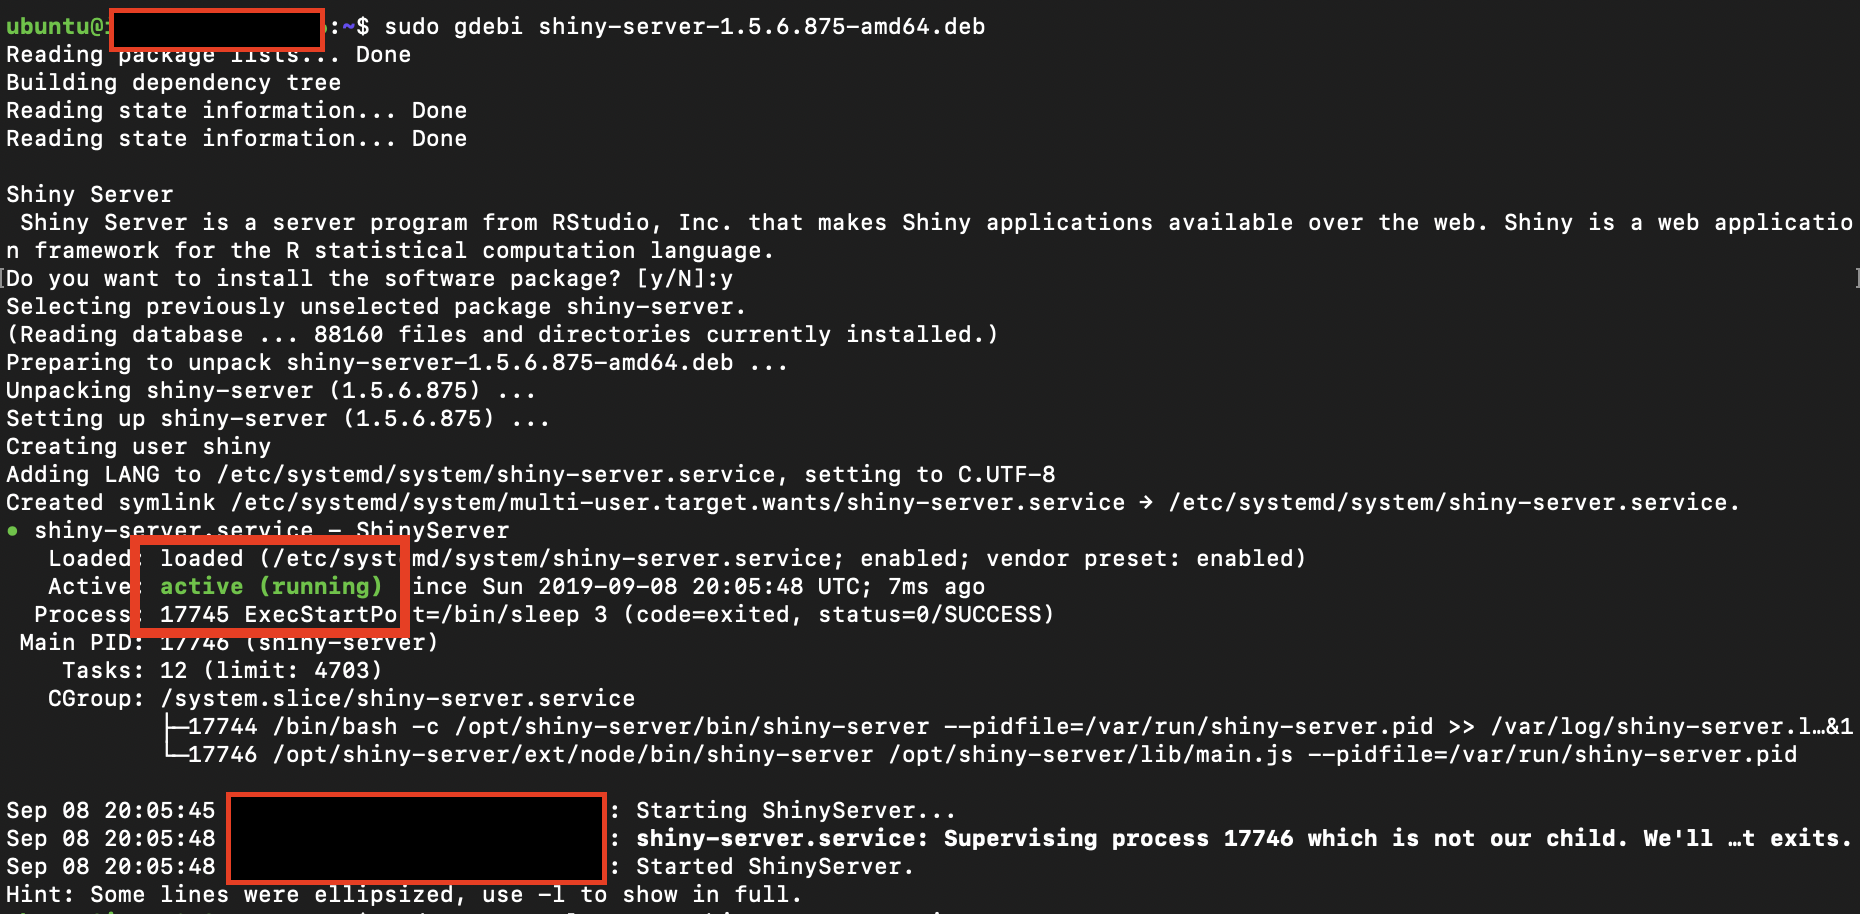 ubuntu@i :~$ sudo gdebi shiny-server-1.5.6.875-amd64.deb
Reading package lists... Done
Building dependency tree
Reading state information... Done
Reading state information... Done
Shiny Server
Shiny Server is a server program from RStudio, Inc. that makes Shiny applications available over the web. Shiny is a web applicatio
n framework for the R statistical computation language.
[Do you want to install the software package? [y/N]:y ]
Selecting previously unselected package shiny-server.
(Reading database ... 88160 files and directories currently installed.)
Preparing to unpack shiny-server-1.5.6.875-amd64.deb ...
Unpacking shiny-server (1.5.6.875) ...
Setting up shiny-server (1.5.6.875) ...
Creating user shiny
Adding LANG to /etc/systemd/system/shiny-server.service, setting to C.UTF-8
Created symlink /etc/systemd/system/multi-user.target.wants/shiny-server.service → /etc/systemd/system/shiny-server.service.
● shiny-server.service - ShinyServer
Loaded: loaded (/etc/systemd/system/shiny-server.service; enabled; vendor preset: enabled)
Active: active (running) since Sun 2019-09-08 20:05:48 UTC; 7ms ago
Process: 17745 ExecStartPost=/bin/sleep 3 (code=exited, status=0/SUCCESS)
Main PID: 17746 (shiny-server)
Tasks: 12 (limit: 4703)
CGroup: /system.slice/shiny-server.service
├─17744 /bin/bash -c /opt/shiny-server/bin/shiny-server --pidfile=/var/run/shiny-server.pid >> /var/log/shiny-server.l…&1
└─17746 /opt/shiny-server/ext/node/bin/shiny-server /opt/shiny-server/lib/main.js --pidfile=/var/run/shiny-server.pid
Sep 08 20:05:45 : Starting ShinyServer...
Sep 08 20:05:48 : shiny-server.service: Supervising process 17746 which is not our child. We'll …t exits.
Sep 08 20:05:48 : Started ShinyServer.
Hint: Some lines were ellipsized, use -l to show in full.